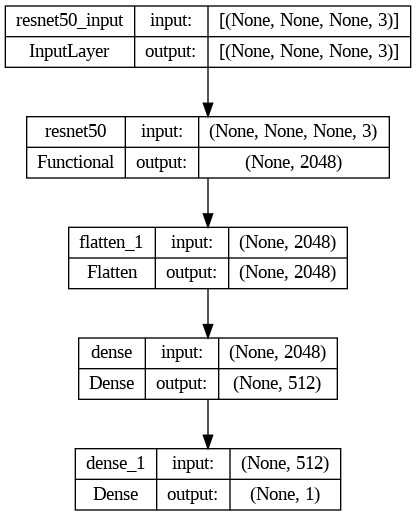 resnet50_input input: [(None, None, None, 3)]
InputLayer output: [(None, None, None, 3)]
resnet50 input: (None, None, None, 3)
Functional output: (None, 2048)
flatten_1 input: (None, 2048)
Flatten output: (None, 2048)
dense input: (None, 2048)
Dense output: (None, 512)
dense_1 input: (None, 512)
Dense output: (None, 1)